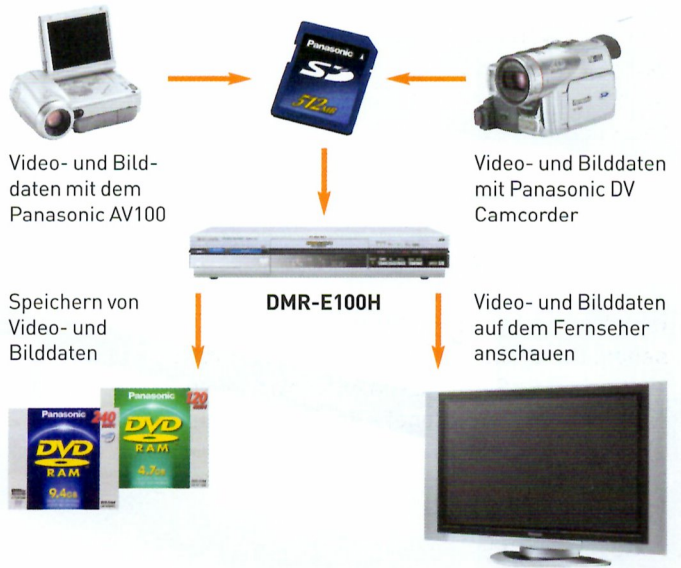 Panasonic
SD
512MB
Video- und Bild-
daten mit dem
Panasonic AV100
Video- und Bilddaten
mit Panasonic DV
Camcorder
DMR-E100H
Speichern von
Video- und
Bilddaten
Video- und Bilddaten
auf dem Fernseher
anschauen
Panasonic
240
DVD
RAM
9.4GB
Panasonic
120
DVD
RAM
4.7GB